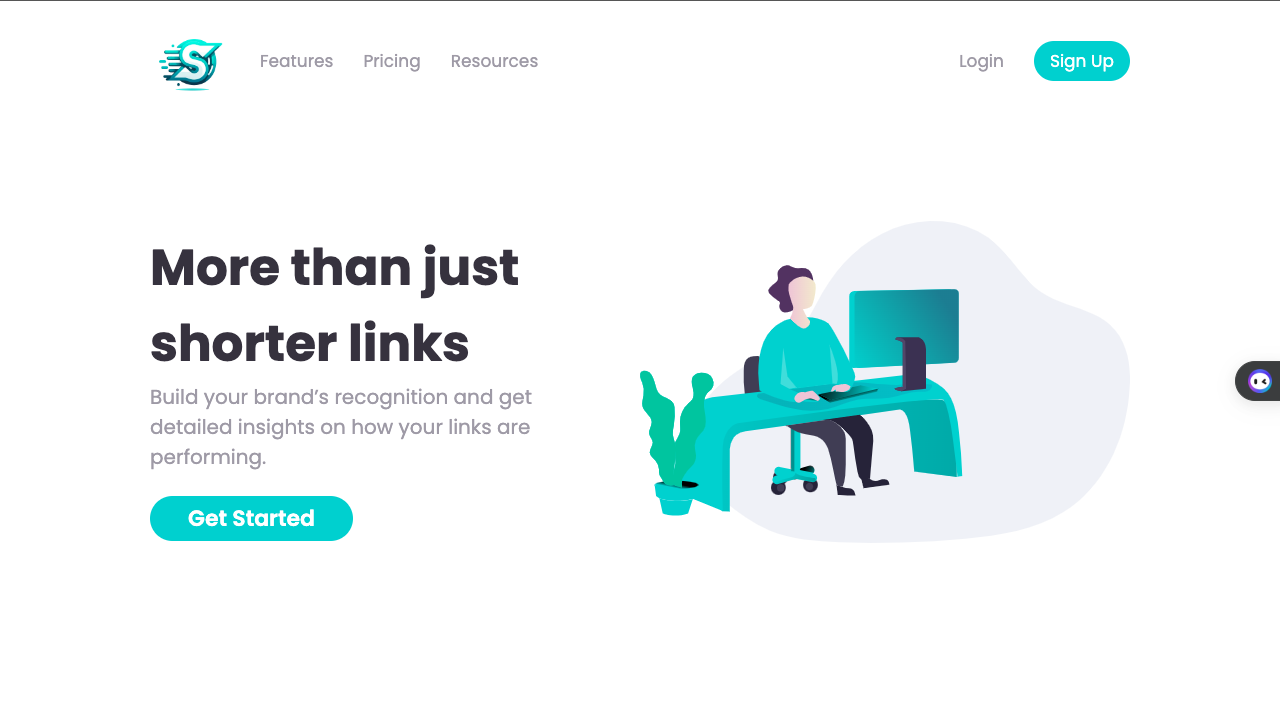 S
Features
Pricing
Resources
Login
Sign Up
More than just
shorter links
Build your brand’s recognition and get
detailed insights on how your links are
performing.
Get Started